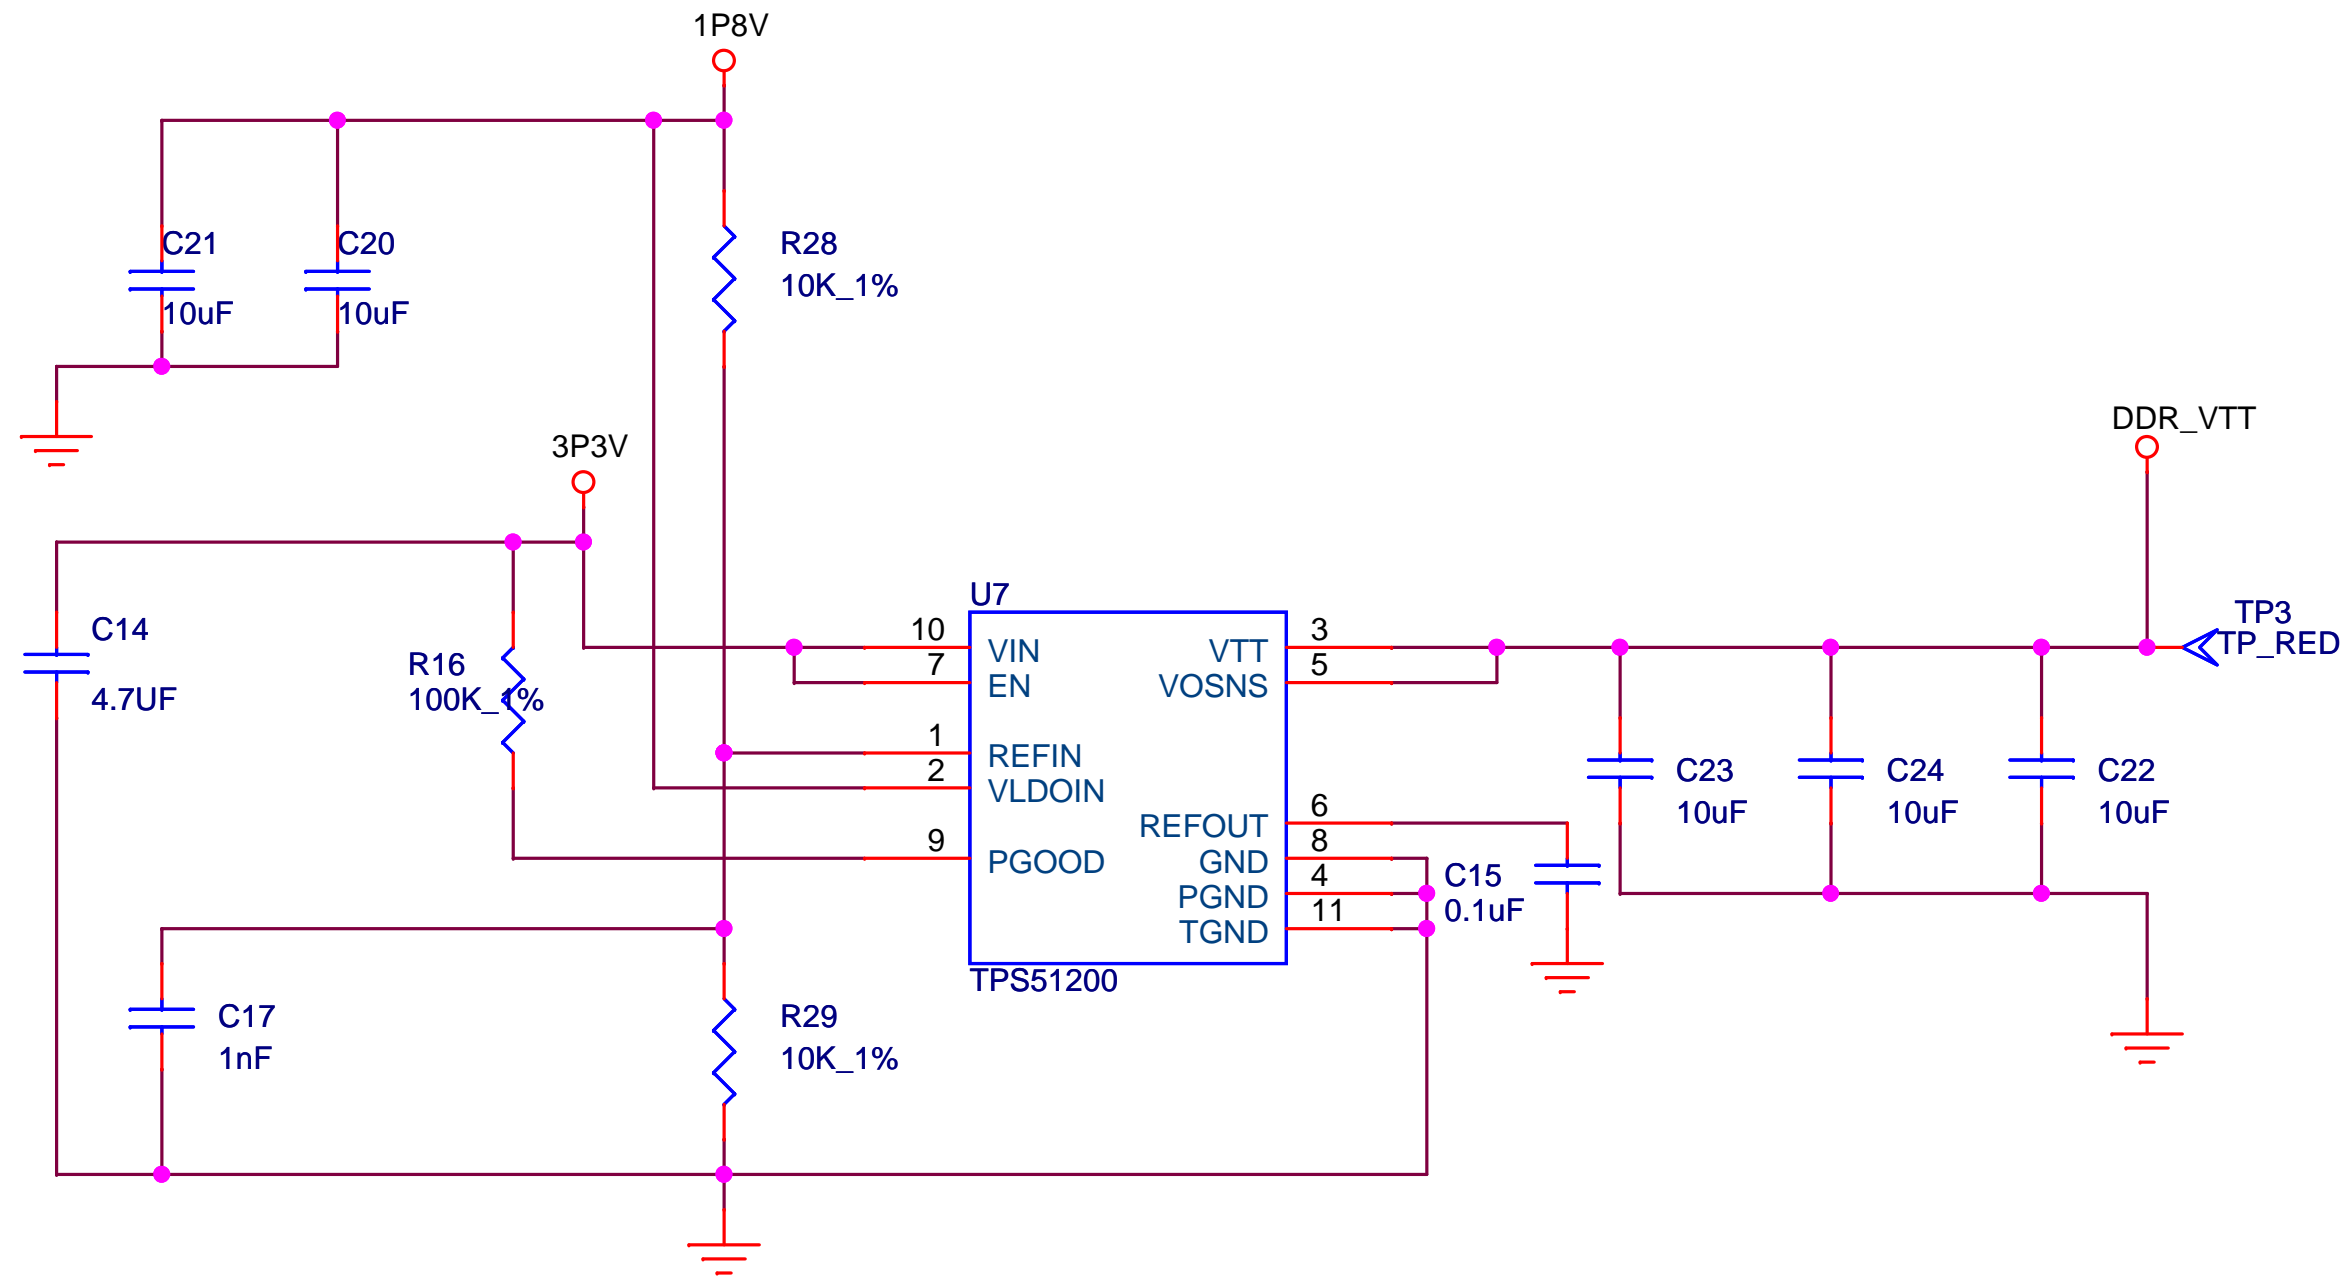 1P8V
C21
10uF
C20
10uF
R28
10K_1%
3P3V
DDR_VTT
C14
4.7UF
R16
100K_1%
U7
10
VIN
7
EN
1
REFIN
2
VLDOIN
9
PGOOD
3
VTT
5
VOSNS
6
REFOUT
8
GND
4
PGND
11
TGND
TPS51200
TP3
TP_RED
C23
10uF
C24
10uF
C22
10uF
C15
0.1uF
C17
1nF
R29
10K_1%